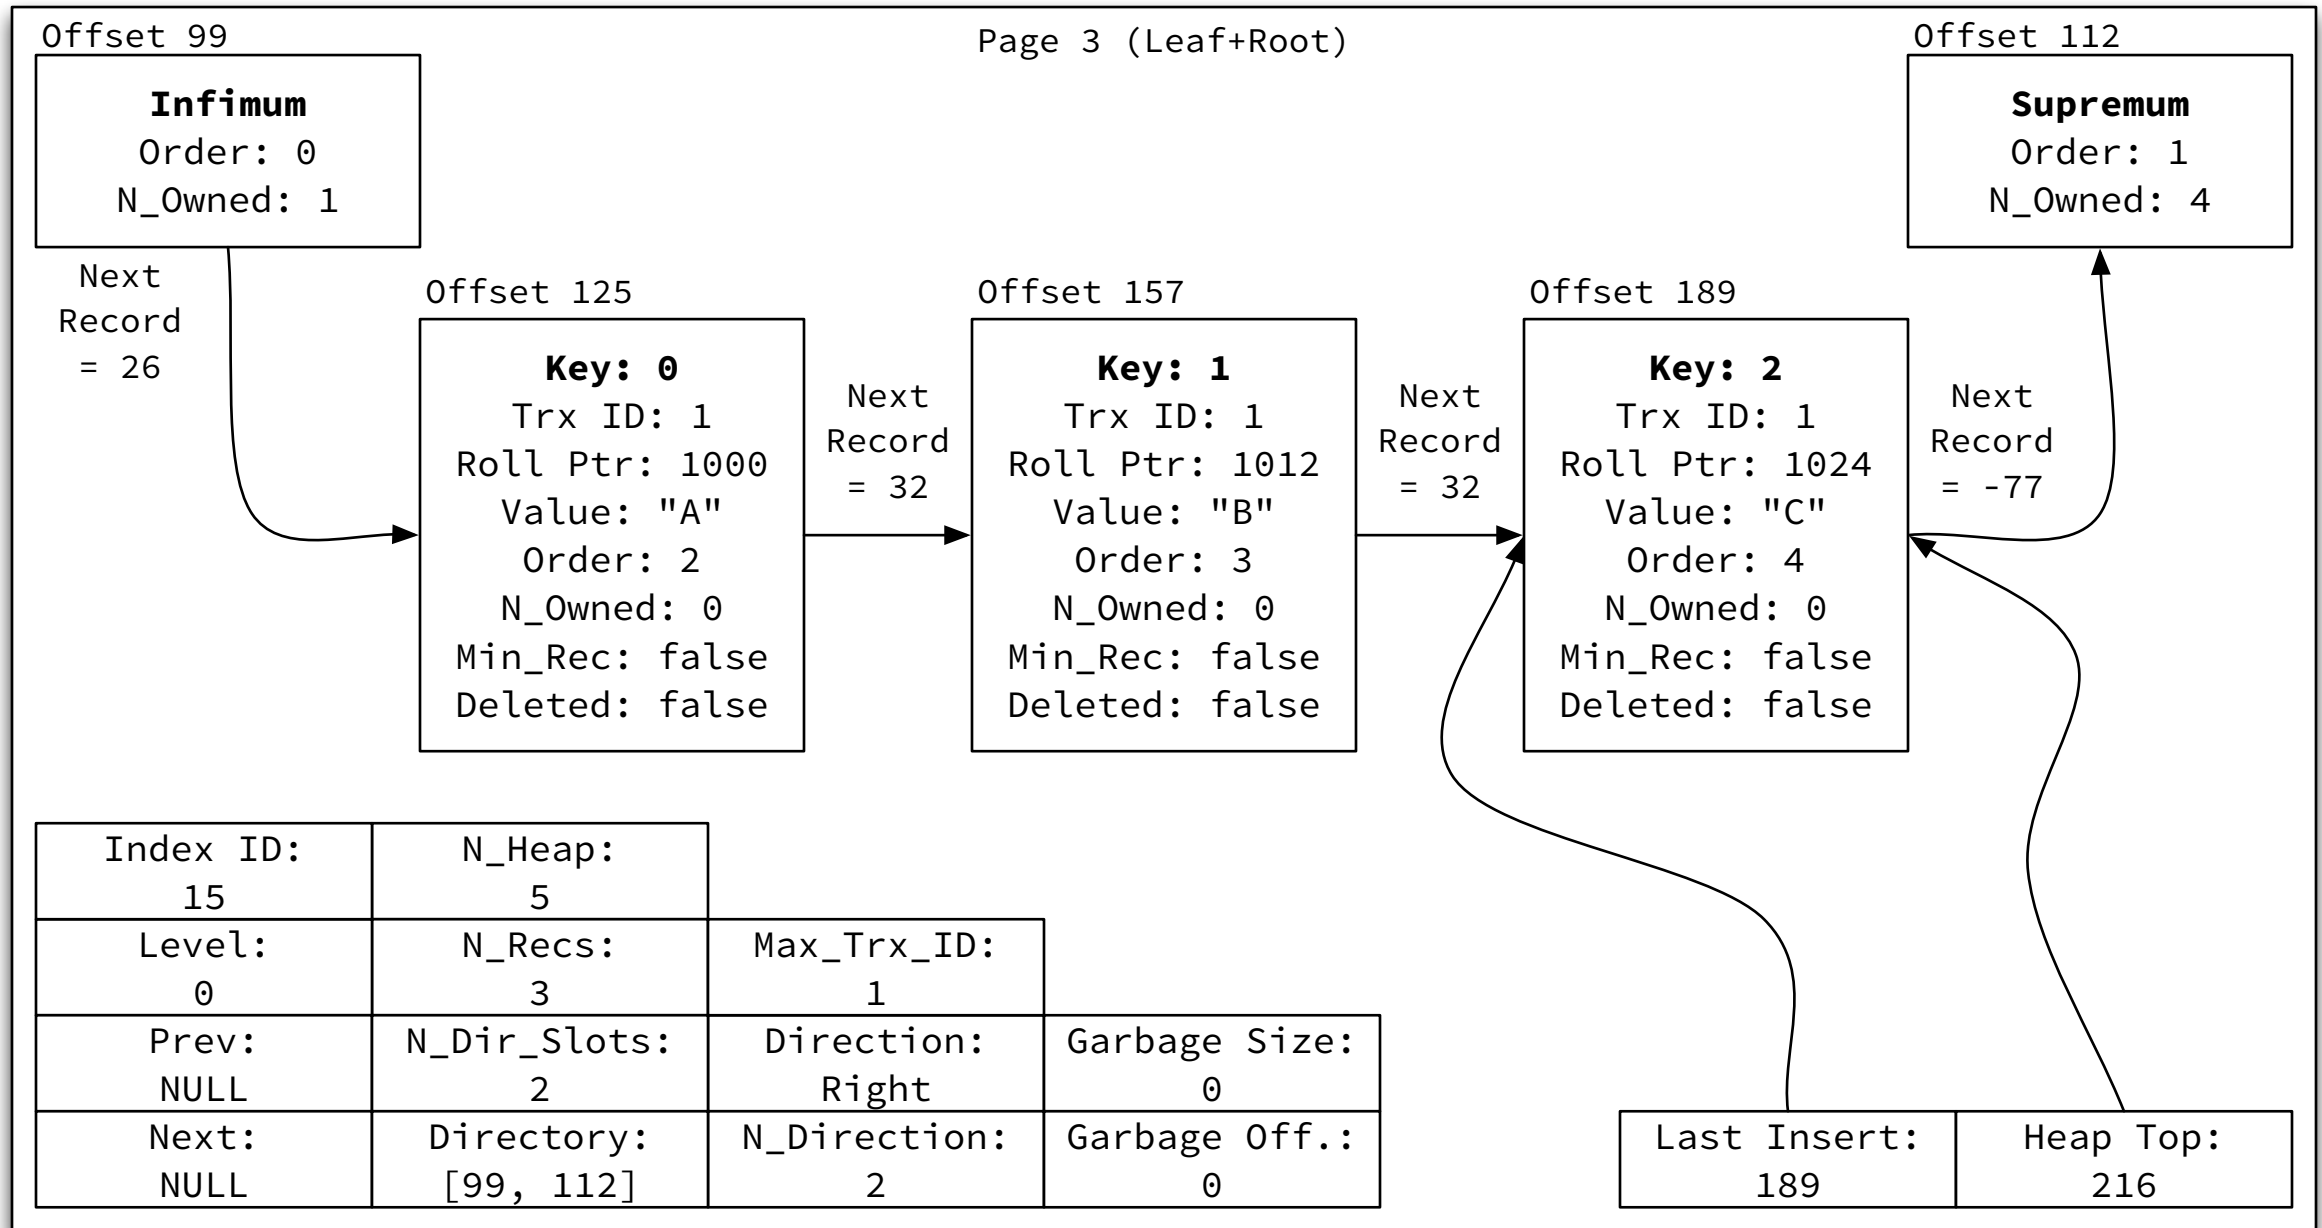 Offset 99
Page 3 (Leaf+Root)
Offset 112
Infimum
Order: 0
N_Owned: 1
Supremum
Order: 1
N_Owned: 4
Next
Record
= 26
Offset 125
Key: 0
Trx ID: 1
Roll Ptr: 1000
Value: "A"
Order: 2
N_Owned: 0
Min_Rec: false
Deleted: false
Next
Record
= 32
Offset 157
Key: 1
Trx ID: 1
Roll Ptr: 1012
Value: "B"
Order: 3
N_Owned: 0
Min_Rec: false
Deleted: false
Next
Record
= 32
Offset 189
Key: 2
Trx ID: 1
Roll Ptr: 1024
Value: "C"
Order: 4
N_Owned: 0
Min_Rec: false
Deleted: false
Next
Record
= -77
Index ID:
15
N_Heap:
5
Level:
0
N_Recs:
3
Max_Trx_ID:
1
Prev:
NULL
N_Dir_Slots:
2
Direction:
Right
Garbage Size:
0
Next:
NULL
Directory:
[99, 112]
N_Direction:
2
Garbage Off.:
0
Last Insert:
189
Heap Top:
216